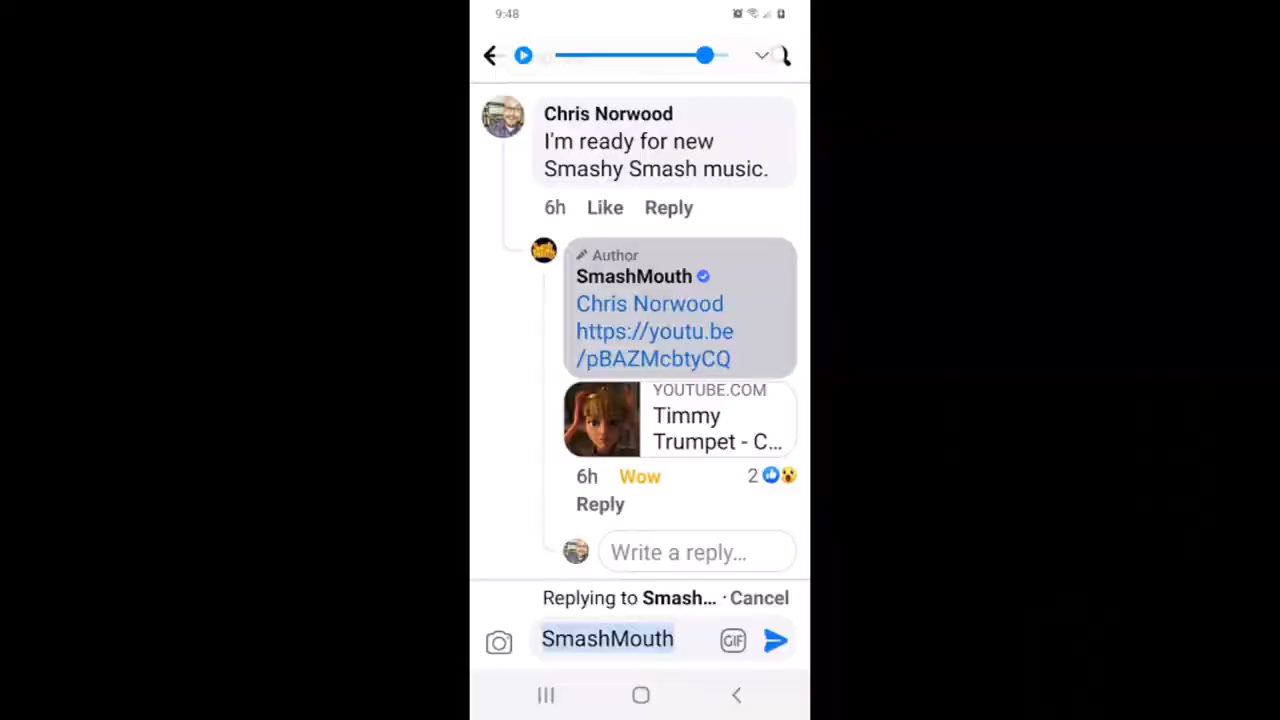 9:48
Chris Norwood
I'm ready for new
Smashy Smash music.
6h Like Reply
Author
SmashMouth
Chris Norwood
https://youtu.be
/pBAZMcbtyCQ
YOUTUBE.COM
Timmy
Trumpet - C...
6h Wow 2
Reply
Write a reply...
Replying to Smash... · Cancel
SmashMouth GIF